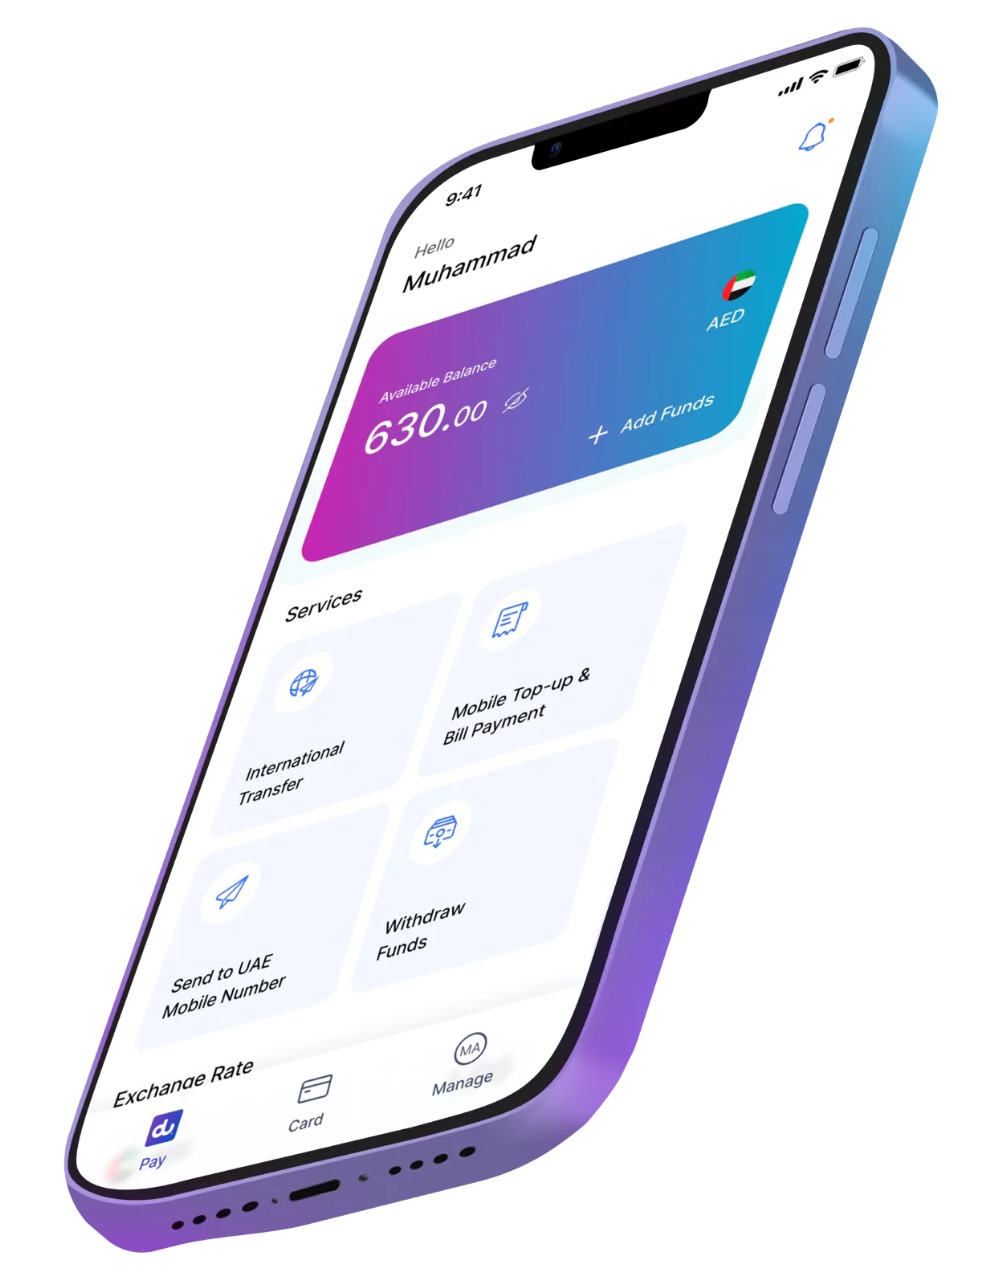 9:41
Hello
Muhammad
AED
Available Balance
630.00
+ Add Funds
Services
International
Transfer
Mobile Top-up &
Bill Payment
Send to UAE
Mobile Number
Withdraw
Funds
Exchange Rate
du
Pay
Card
MA
Manage